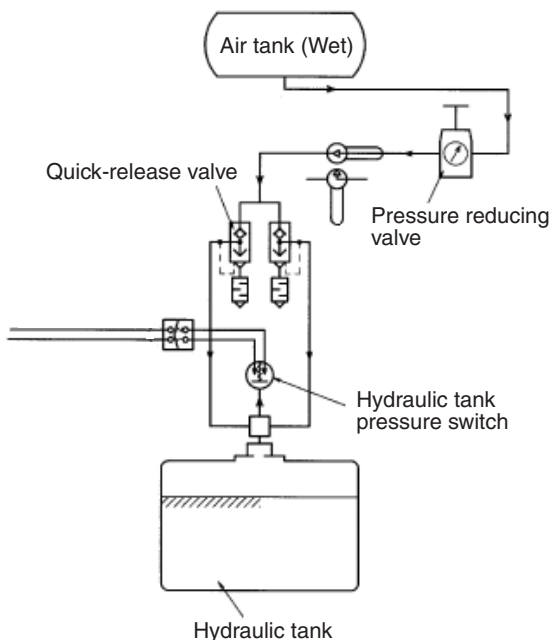 Air tank (Wet)
Quick-release valve
Pressure reducing
valve
Hydraulic tank
pressure switch
Hydraulic tank